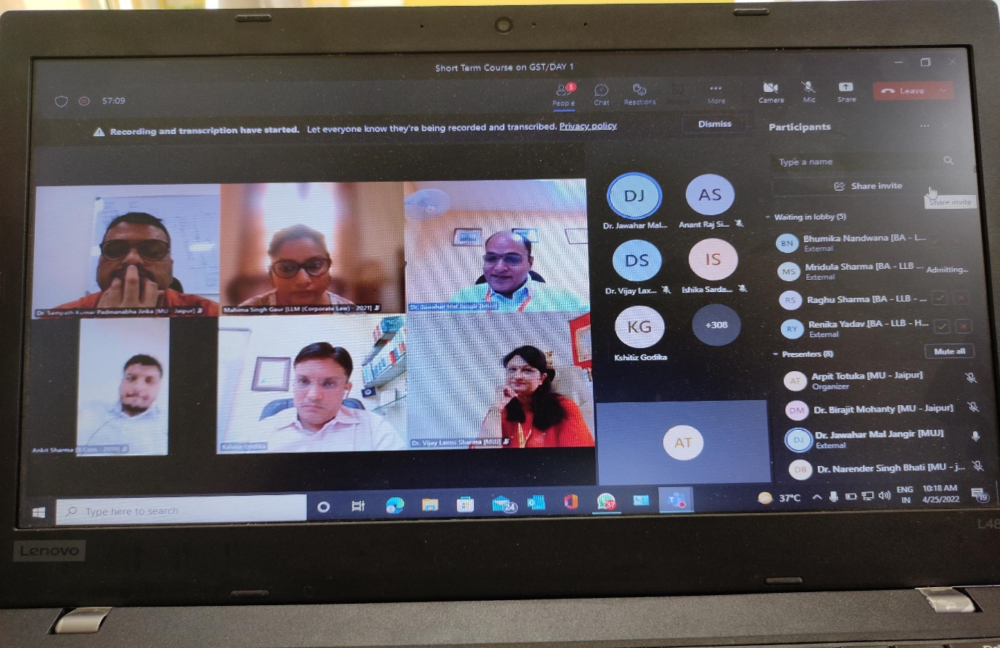 Short Term Course on GST/DAY 1
57:09
5
People
Chat
Reactions
More
Camera
Mic
Share
Leave
Recording and transcription have started. Let everyone know they're being recorded and transcribed. Privacy policy
Dismiss
Participants
Type a name
Share invite
Share invite
Dr. Sampath Kumar Padmanabha Jinka [MU - Jaipur]
Mahima Singh Gaur [LLM (Corporate Law) - 2021]
Dr. Jawahar Mal Jangir [MUJ]
Ankit Sharma [B.Com - 2019]
Kshitiz Godika
Dr. Vijay Laxmi Sharma [MUJ]
DJ
AS
Dr. Jawahar Mal...
Anant Raj Si...
DS
IS
Dr. Vijay Lax...
Ishika Sarda...
KG
+308
Kshitiz Godika
AT
Waiting in lobby (5)
BN
Bhumika Nandwana [BA - L...
External
MS
Mridula Sharma [BA - LLB ...
Admitting...
External
RS
Raghu Sharma [BA - LLB - ...
RY
Renika Yadav [BA - LLB - H...
External
Presenters (8)
Mute all
AT
Arpit Totuka [MU - Jaipur]
Organizer
DM
Dr. Birajit Mohanty [MU - Jaipur]
DJ
Dr. Jawahar Mal Jangir [MUJ]
External
DB
Dr. Narender Singh Bhati [MU - j...
Type here to search
24
37
37°C
ENG
IN
10:18 AM
4/25/2022
19
Lenovo
L48